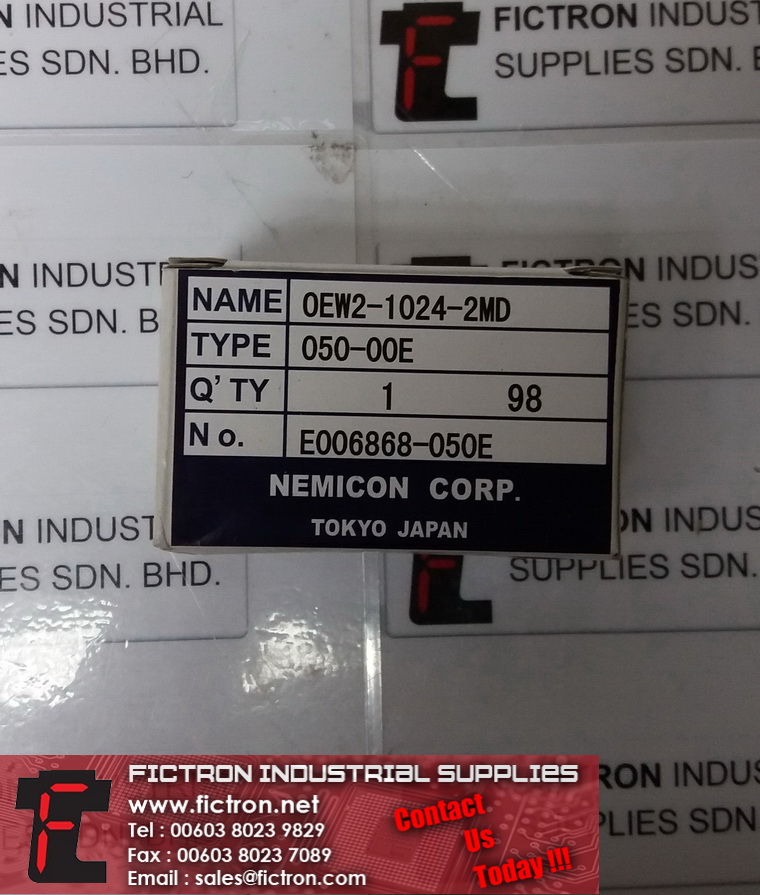 N INDUSTRIAL
ES SDN. BHD.
FICTRON INDUST
SUPPLIES SDN. B
N INDUST
ES SDN. B
FICTRON INDUS
ES SDN.
NAME OEW2-1024-2MD
TYPE 050-00E
Q'TY 1 98
No. E006868-050E
NEMICON CORP.
TOKYO JAPAN
N INDUST
ES SDN. BHD.
ON INDUS
SUPPLIES SDN.
RON INDUS
PLIES SDN.
FICTRON INDUSTRIAL SUPPLIES
www.fictron.net
Tel : 00603 8023 9829
Fax : 00603 8023 7089
Email : sales@fictron.com
Contact
Us
Today !!!